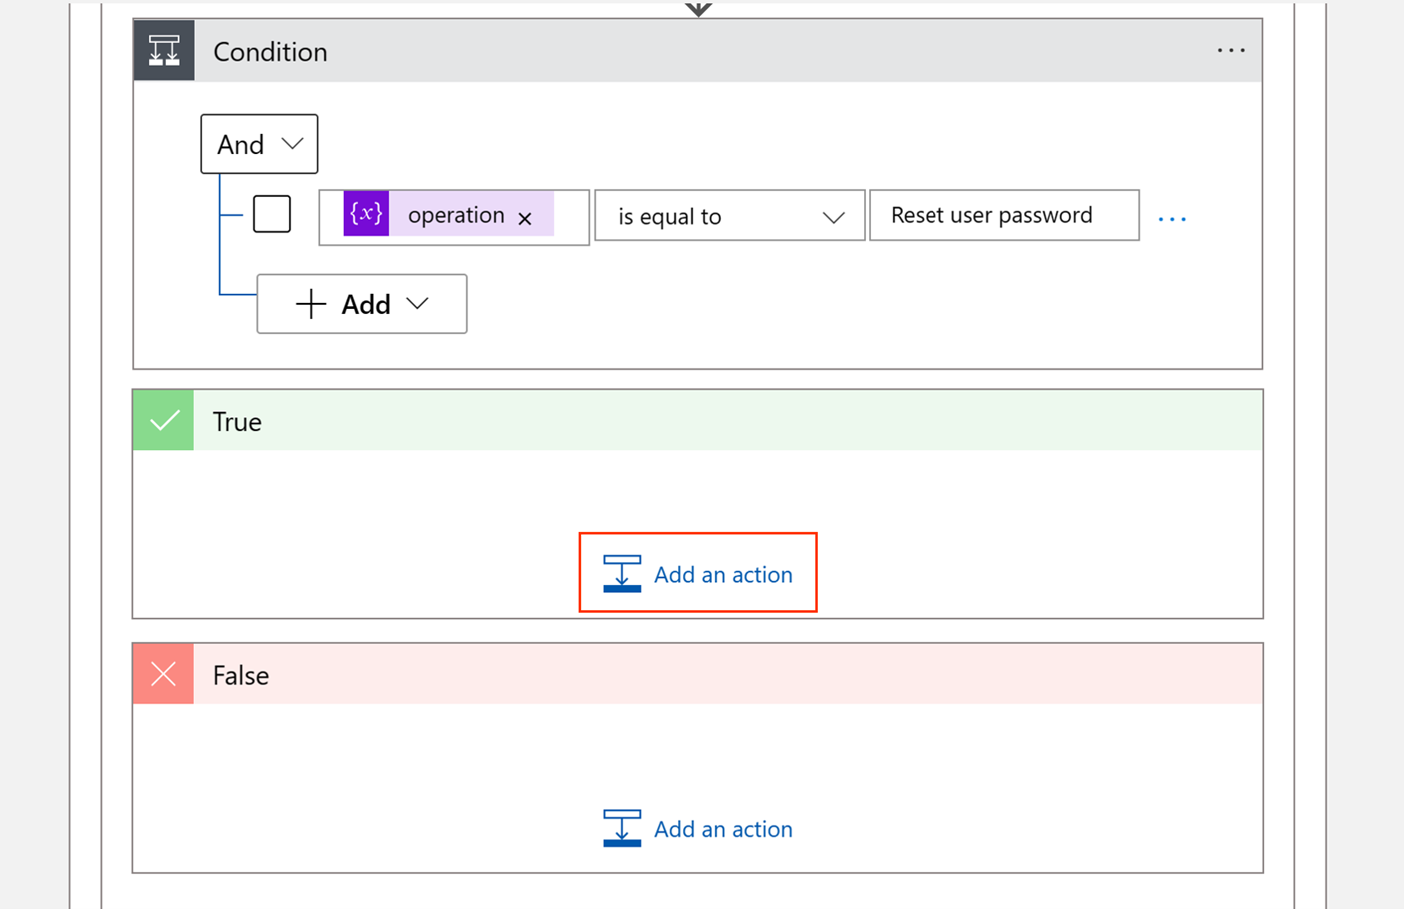 Condition
And
{x} operation × is equal to Reset user password
Add
True
Add an action
False
Add an action